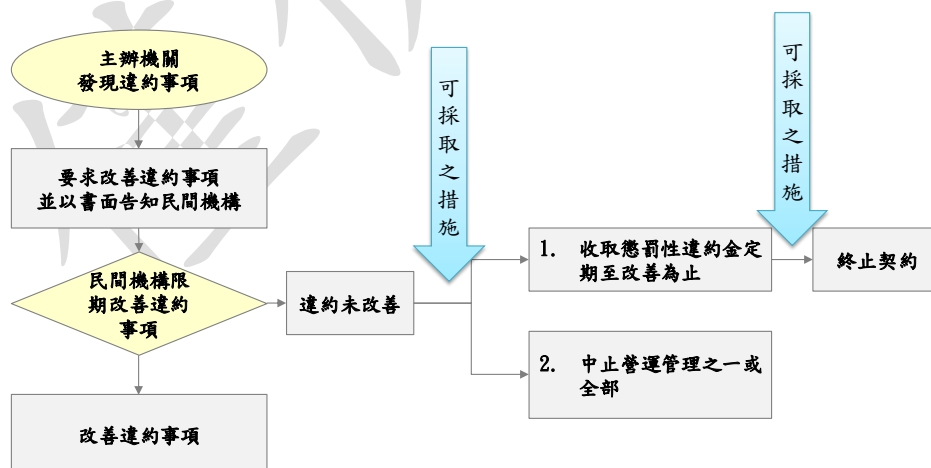 主辦機關
發現違約事項
要求改善違約事項
並以書面告知民間機構
民間機構限
期改善違約
事項
改善違約事項
違約未改善
可採取之措施
1. 收取懲罰性違約金定
期至改善為止
2. 中止營運管理之一或
全部
可採取之措施
終止契約